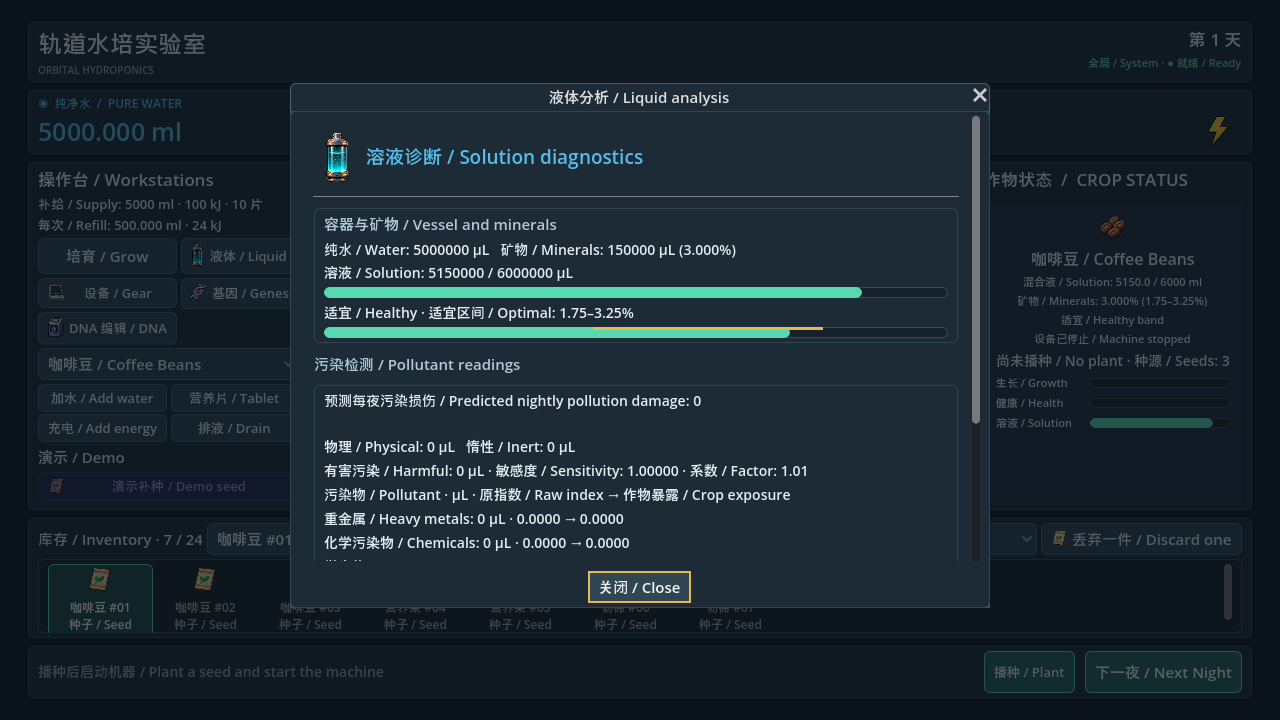 轨道水培实验室
ORBITAL HYDROPONICS
第 1 天
全局 / System · ● 就绪 / Ready
◉ 纯净水 / PURE WATER
5000.000 ml
操作台 / Workstations
补给 / Supply: 5000 ml · 100 kJ · 10 片
每次 / Refill: 500.000 ml · 24 kJ
培育 / Grow
液体 / Liquid
设备 / Gear
基因 / Genes
DNA 编辑 / DNA
咖啡豆 / Coffee Beans
加水 / Add water
营养片 / Tablet
充电 / Add energy
排液 / Drain
演示 / Demo
演示补种 / Demo seed
液体分析 / Liquid analysis
溶液诊断 / Solution diagnostics
容器与矿物 / Vessel and minerals
纯水 / Water: 5000000 µL 矿物 / Minerals: 150000 µL (3.000%)
溶液 / Solution: 5150000 / 6000000 µL
适宜 / Healthy · 适宜区间 / Optimal: 1.75–3.25%
污染检测 / Pollutant readings
预测每夜污染损伤 / Predicted nightly pollution damage: 0
物理 / Physical: 0 µL 惰性 / Inert: 0 µL
有害污染 / Harmful: 0 µL · 敏感度 / Sensitivity: 1.00000 · 系数 / Factor: 1.01
污染物 / Pollutant · µL · 原指数 / Raw index → 作物暴露 / Crop exposure
重金属 / Heavy metals: 0 µL · 0.0000 → 0.0000
化学污染物 / Chemicals: 0 µL · 0.0000 → 0.0000
关闭 / Close
作物状态 / CROP STATUS
咖啡豆 / Coffee Beans
混合液 / Solution: 5150.0 / 6000 ml
矿物 / Minerals: 3.000% (1.75–3.25%)
适宜 / Healthy band
设备已停止 / Machine stopped
尚未播种 / No plant · 种源 / Seeds: 3
生长 / Growth
健康 / Health
溶液 / Solution
库存 / Inventory · 7 / 24
咖啡豆 #01
丢弃一件 / Discard one
咖啡豆 #01
种子 / Seed
咖啡豆 #02
种子 / Seed
种子 / Seed
种子 / Seed
种子 / Seed
种子 / Seed
种子 / Seed
播种后启动机器 / Plant a seed and start the machine
播种 / Plant
下一夜 / Next Night